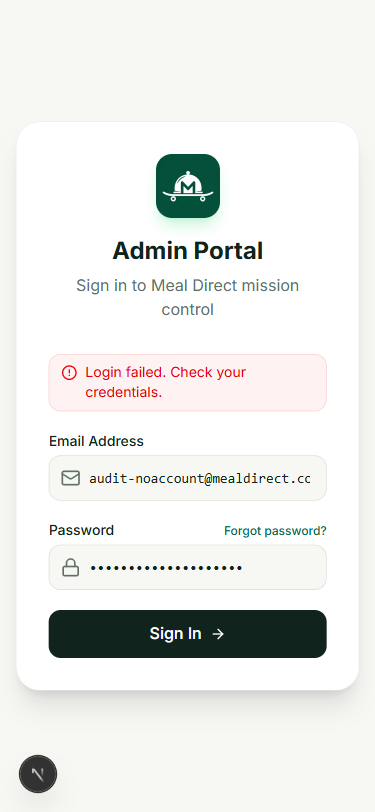 M
Admin Portal
Sign in to Meal Direct mission
control
Login failed. Check your
credentials.
Email Address
audit-noaccount@mealdirect.cc
Password
Forgot password?
••••••••••••••••••••
Sign In →
N